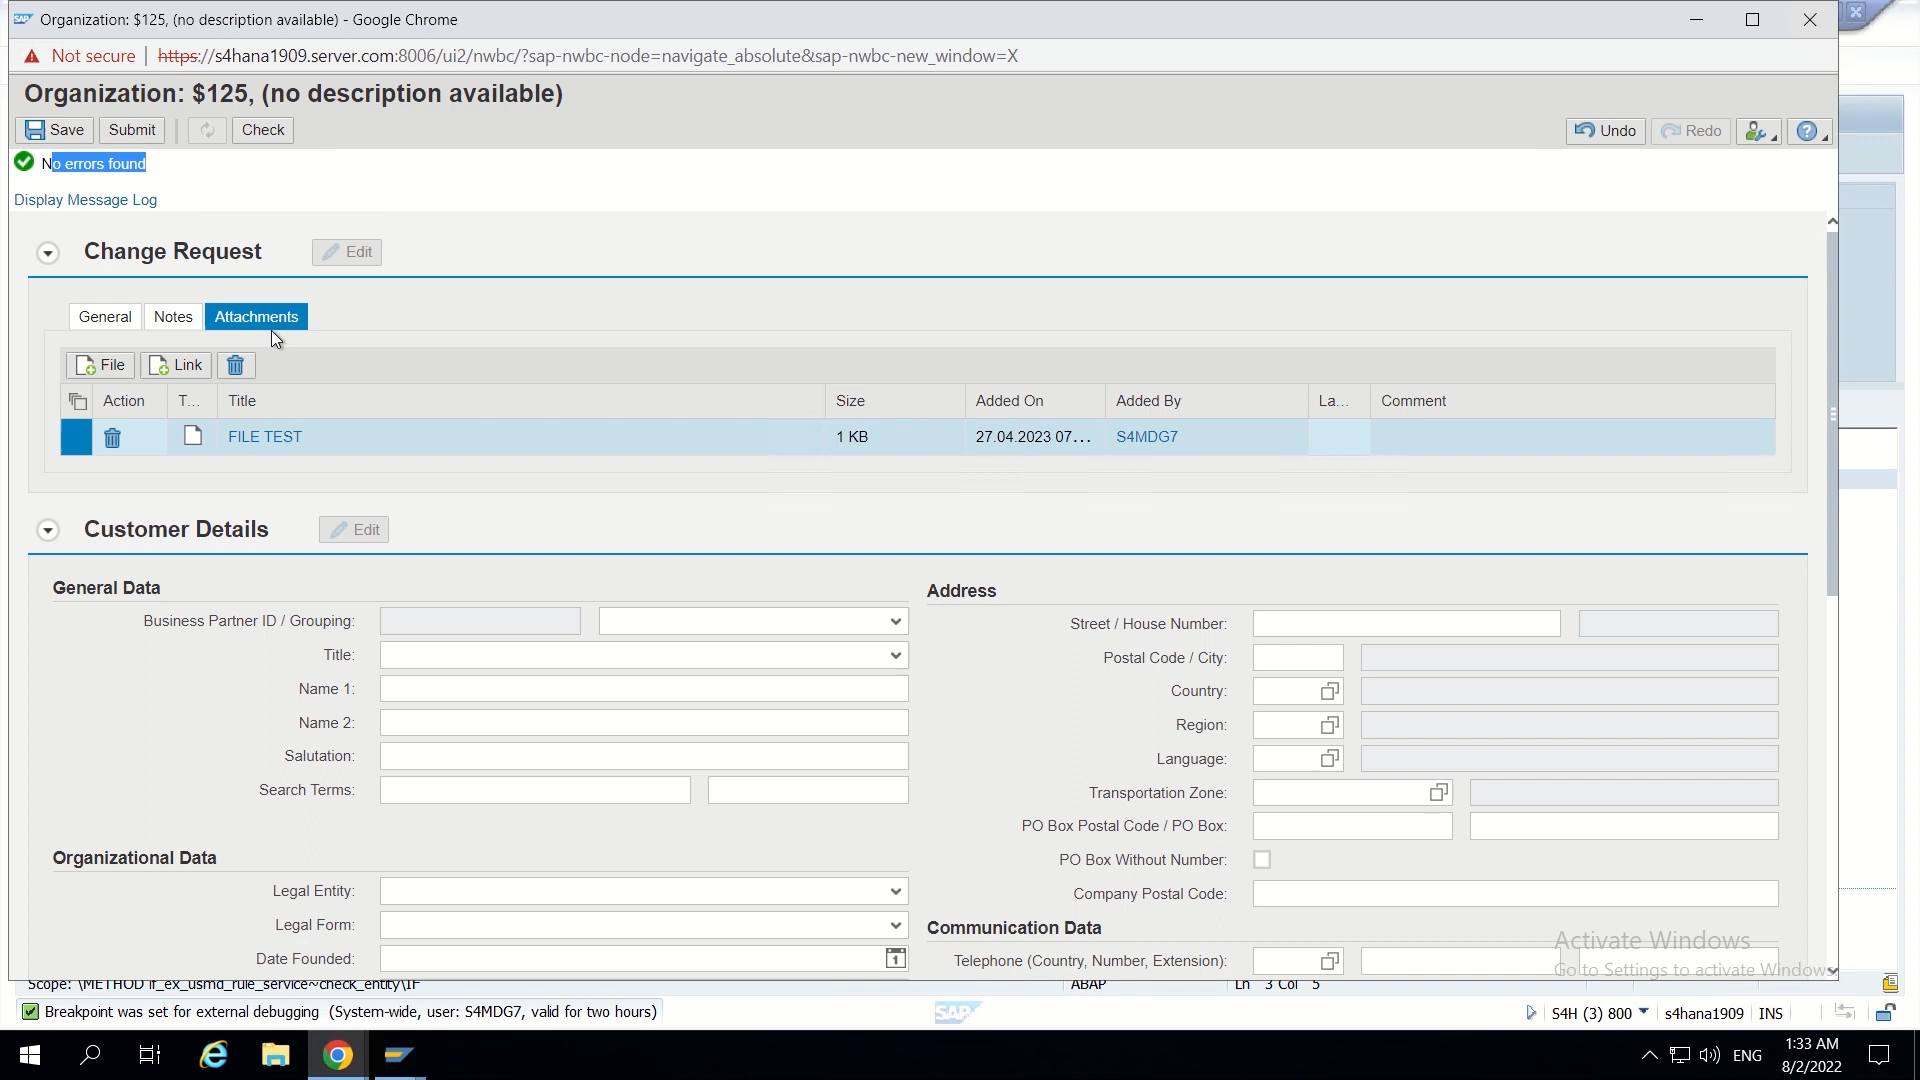 Organization: $125, (no description available) - Google Chrome
Not secure | https://s4hana1909.server.com:8006/ui2/nwbc/?sap-nwbc-node=navigate_absolute&sap-nwbc-new_window=X
Organization: $125, (no description available)
Save Submit Check Undo Redo
No errors found
Display Message Log
Change Request Edit
General Notes Attachments
File Link
Action T... Title Size Added On Added By La... Comment
FILE TEST 1 KB 27.04.2023 07... S4MDG7
Customer Details Edit
General Data
Business Partner ID / Grouping:
Title:
Name 1:
Name 2:
Salutation:
Search Terms:
Organizational Data
Legal Entity:
Legal Form:
Date Founded:
Address
Street / House Number:
Postal Code / City:
Country:
Region:
Language:
Transportation Zone:
PO Box Postal Code / PO Box:
PO Box Without Number:
Company Postal Code:
Communication Data
Telephone (Country, Number, Extension):
Activate Windows
Go to Settings to activate Windows.
Scope: \METHOD if_ex_usmd_rule_service~check_entity\IF ABAP Ln 3 Col 5
Breakpoint was set for external debugging (System-wide, user: S4MDG7, valid for two hours) SAP S4H (3) 800 s4hana1909 INS
ENG 1:33 AM
8/2/2022